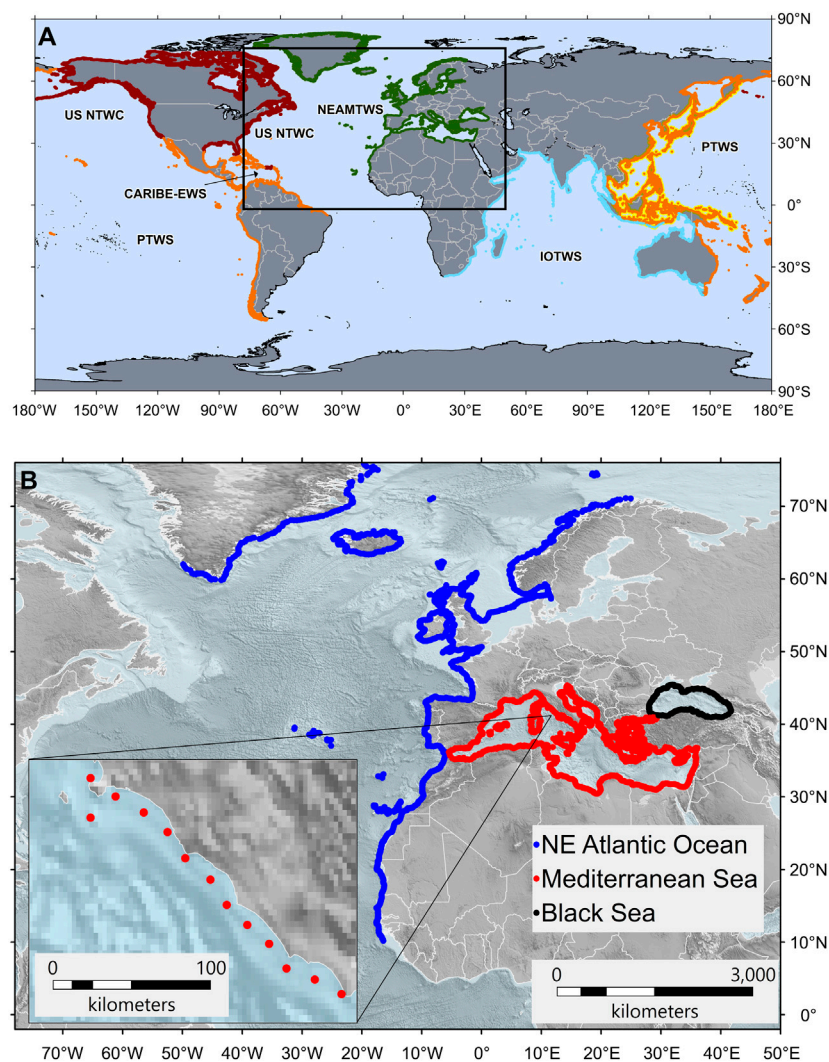 A
90°N
60°N
30°N
0°
30°S
60°S
90°S
US NTWC
NEAMTWS
US NTWC
PTWS
CARIBE-EWS
PTWS
IOTWS
180°W 150°W 120°W 90°W 60°W 30°W 0° 30°E 60°E 90°E 120°E 150°E 180°E
B
70°N
60°N
50°N
40°N
30°N
20°N
10°N
0°
NE Atlantic Ocean
Mediterranean Sea
Black Sea
0 100
kilometers
0 3,000
kilometers
70°W 60°W 50°W 40°W 30°W 20°W 10°W 0° 10°E 20°E 30°E 40°E 50°E